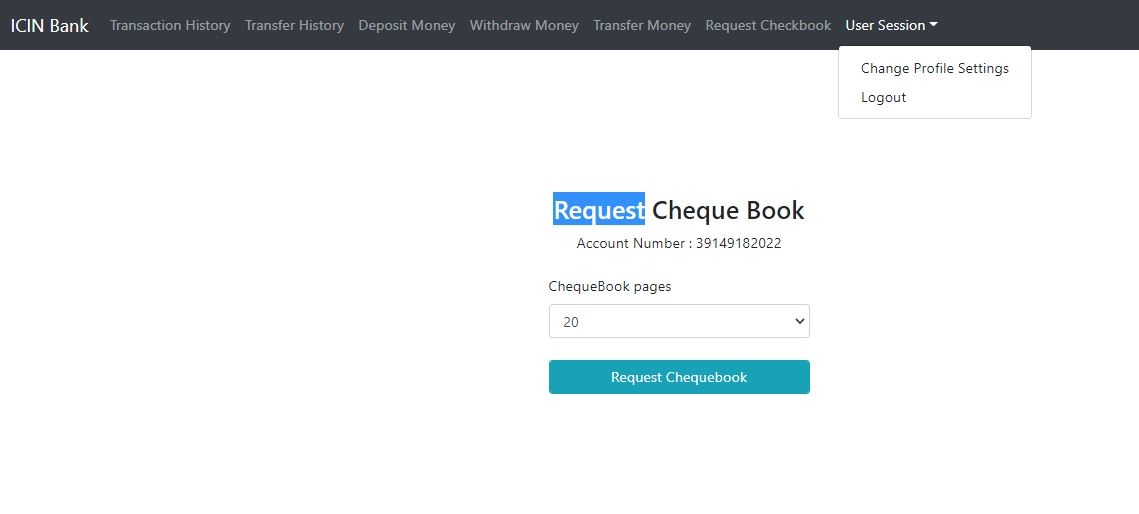 ICIN Bank Transaction History Transfer History Deposit Money Withdraw Money Transfer Money Request Checkbook User Session
Change Profile Settings
Logout
Request Cheque Book
Account Number : 39149182022
ChequeBook pages
20
Request Chequebook